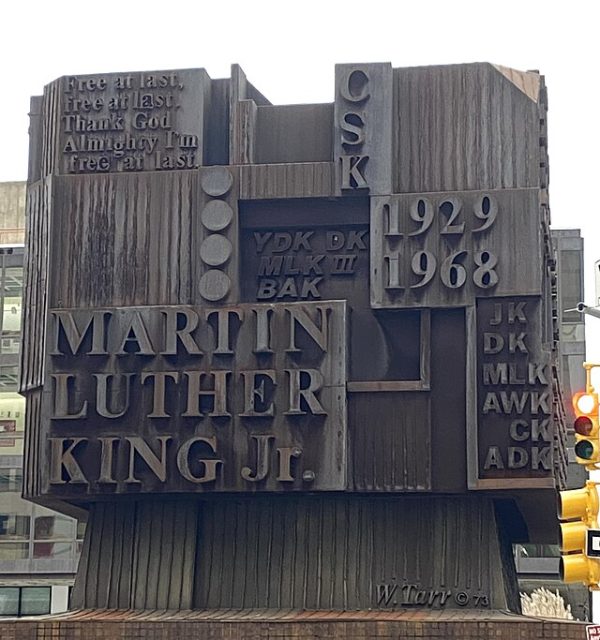 Free at last,
free at last.
Thank God
Almighty I'm
free at last.
CSK
1929
1968
YDK DK
MLK III
BAK
MARTIN
LUTHER
KING Jr.
JK
DK
MLK
AWK
CK
ADK
W. Tarr © 73